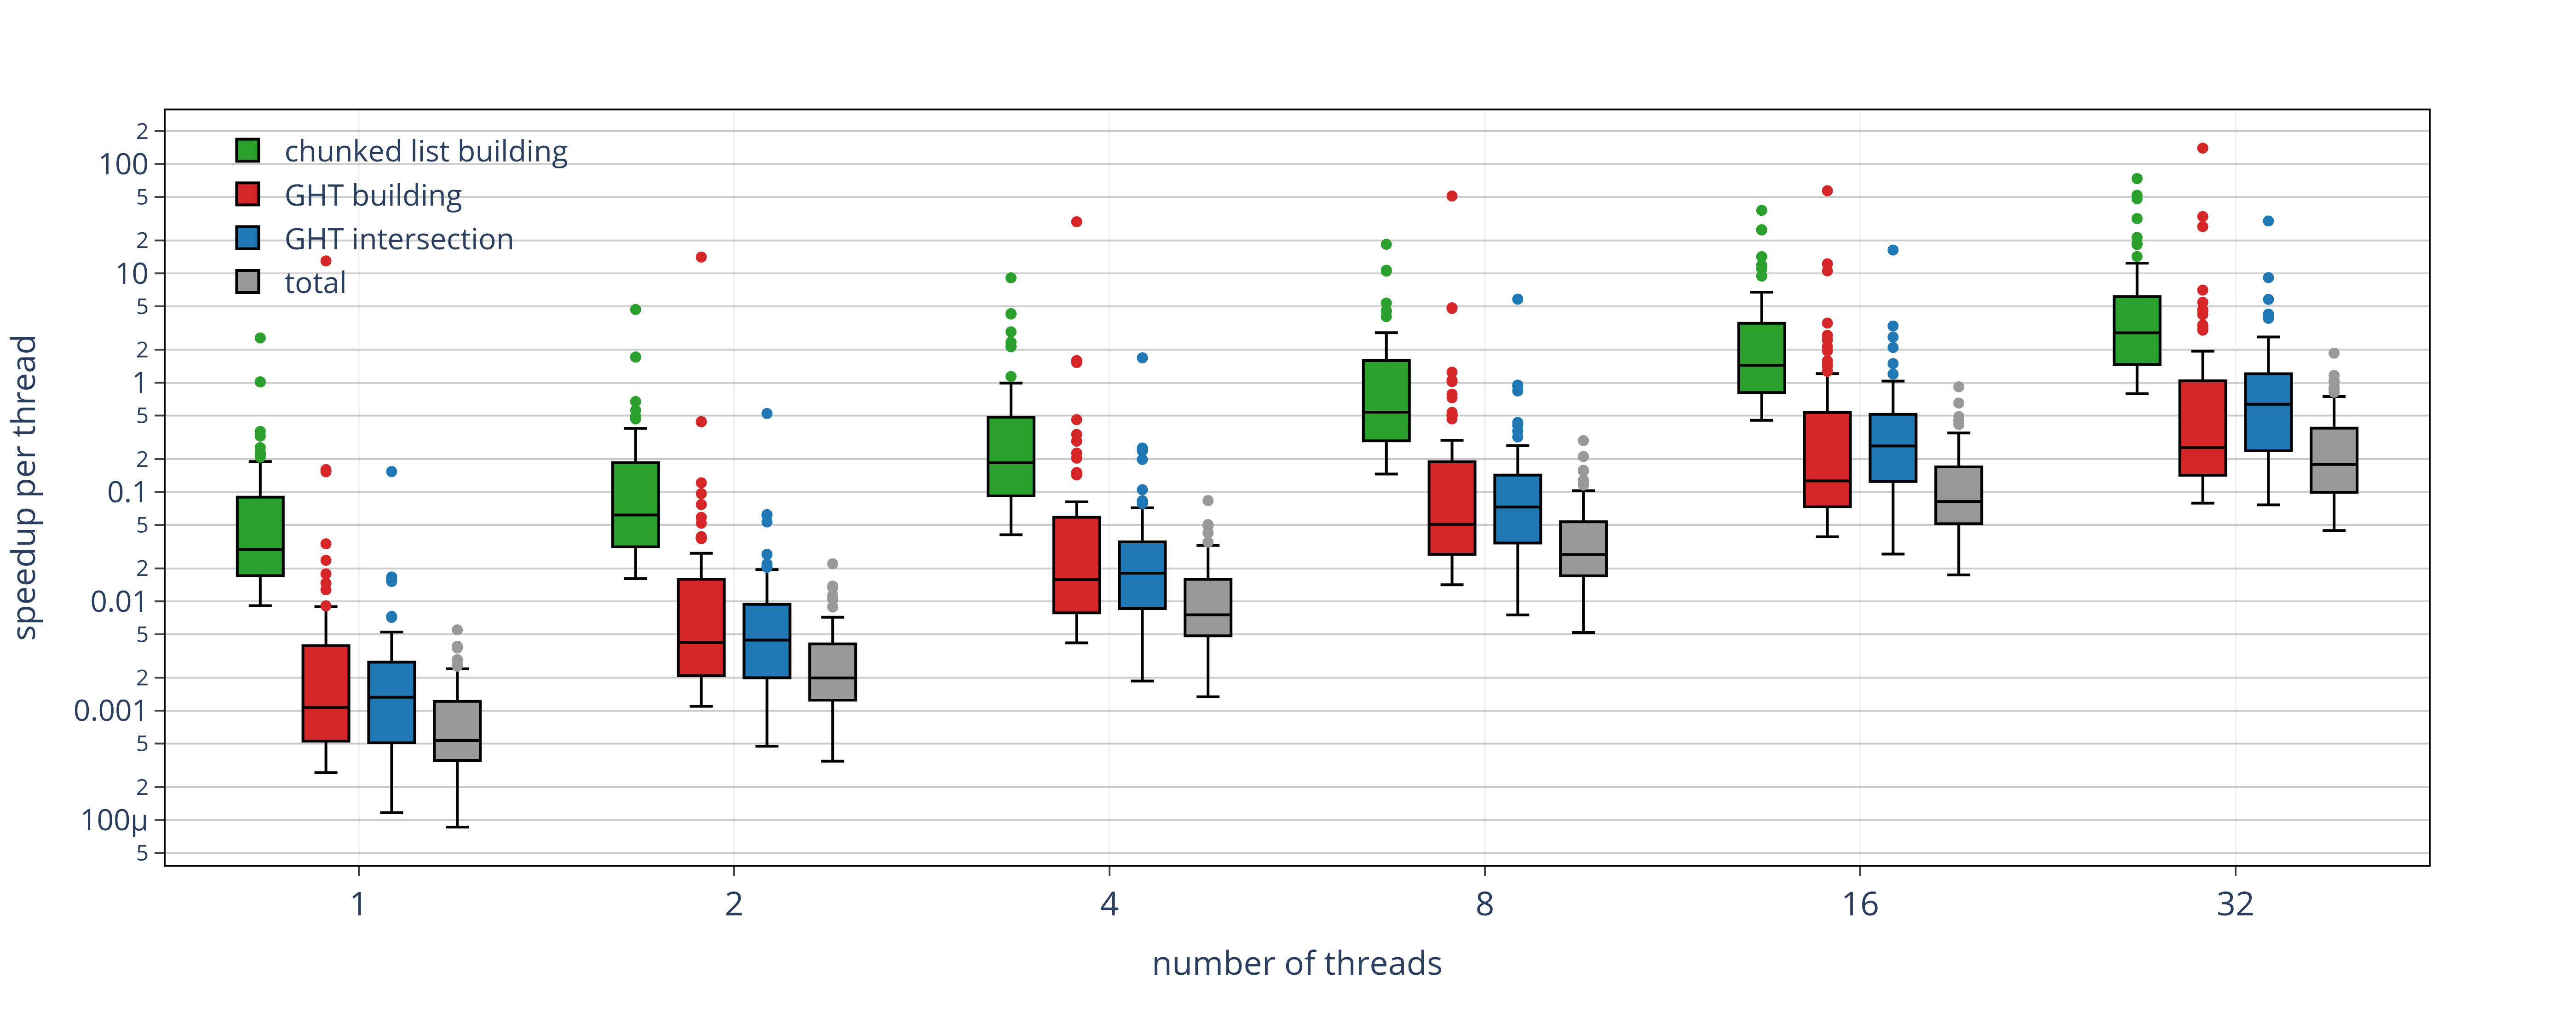 2
100
5
2
10
5
2
1
5
2
0.1
5
2
0.01
5
2
0.001
5
2
100μ
5
speedup per thread
chunked list building
GHT building
GHT intersection
total
1 2 4 8 16 32
number of threads